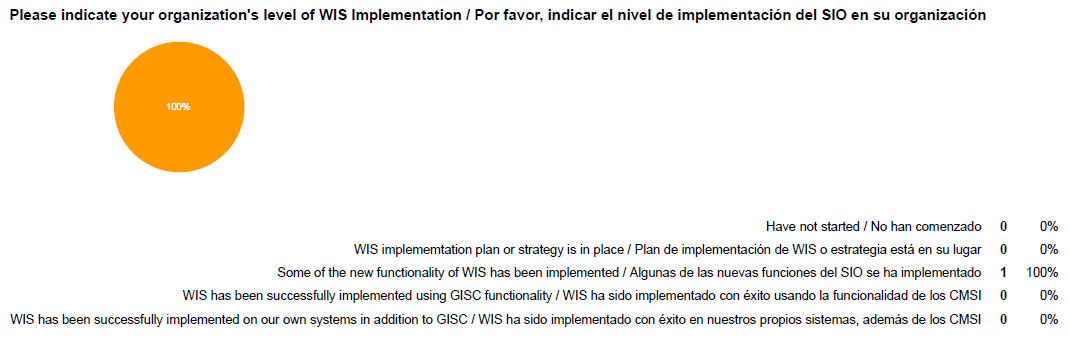 Please indicate your organization's level of WIS Implementation / Por favor, indicar el nivel de implementación del SIO en su organización
100%
Have not started / No han comenzado 0 0%
WIS implememtation plan or strategy is in place / Plan de implementación de WIS o estrategia está en su lugar 0 0%
Some of the new functionality of WIS has been implemented / Algunas de las nuevas funciones del SIO se ha implementado 1 100%
WIS has been successfully implemented using GISC functionality / WIS ha sido implementado con éxito usando la funcionalidad de los CMSI 0 0%
WIS has been successfully implemented on our own systems in addition to GISC / WIS ha sido implementado con éxito en nuestros propios sistemas, además de los CMSI 0 0%